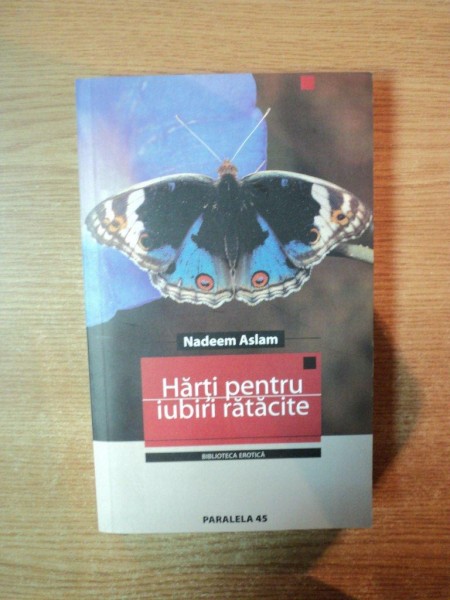 Nadeem Aslam
Hărți pentru
iubiri rătăcite
BIBLIOTECA EROTICĂ
PARALELA 45